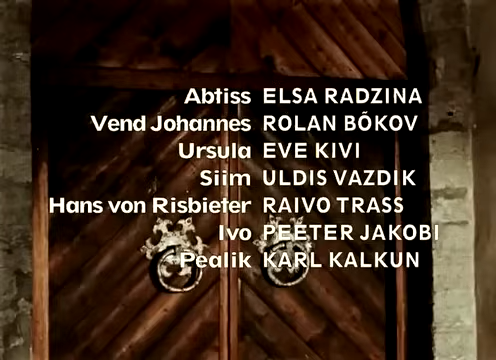 Abtiss ELSA RADZINA
Vend Johannes ROLAN BÕKOV
Ursula EVE KIVI
Siim ULDIS VAZDIK
Hans von Risbieter RAIVO TRASS
Ivo PEETER JAKOBI
Pealik KARL KALKUN